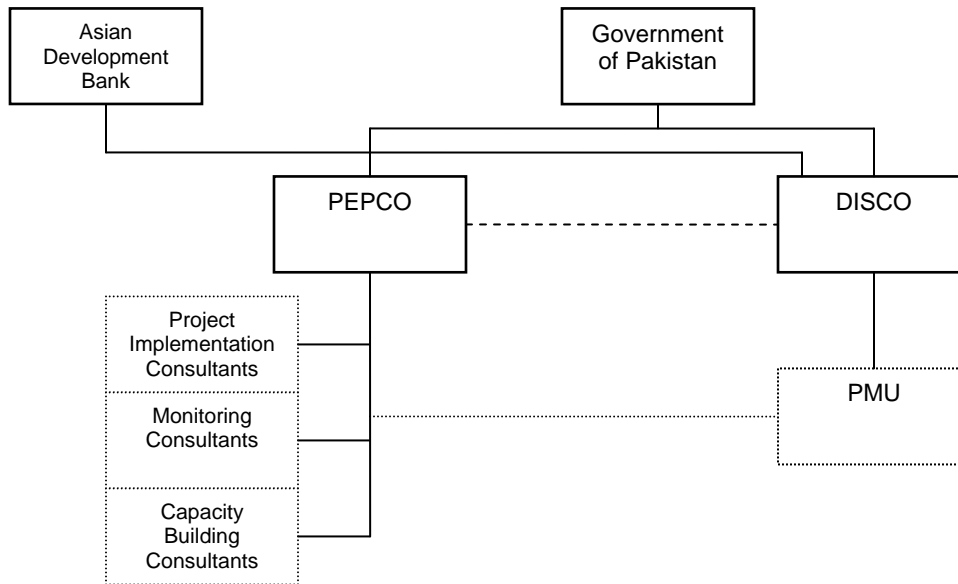 Asian
Development
Bank
Government
of Pakistan
PEPCO
DISCO
Project
Implementation
Consultants
Monitoring
Consultants
Capacity
Building
Consultants
PMU